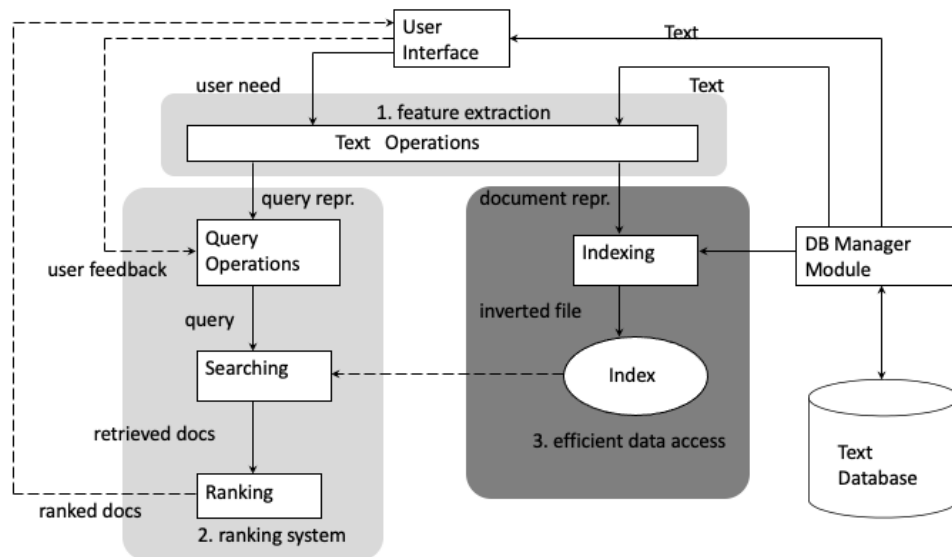 User
Interface
Text
user need
Text
1. feature extraction
Text Operations
query repr.
document repr.
Query
Operations
Indexing
DB Manager
Module
user feedback
query
inverted file
Searching
Index
retrieved docs
3. efficient data access
Text
Database
Ranking
ranked docs
2. ranking system